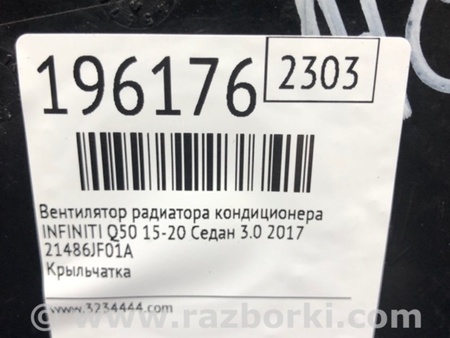 196176
2303
Вентилятор радиатора кондиционера
INFINITI Q50 15-20 Седан 3.0 2017
21486JF01A
Крыльчатка
www.3234444.com
© www.razborki.com